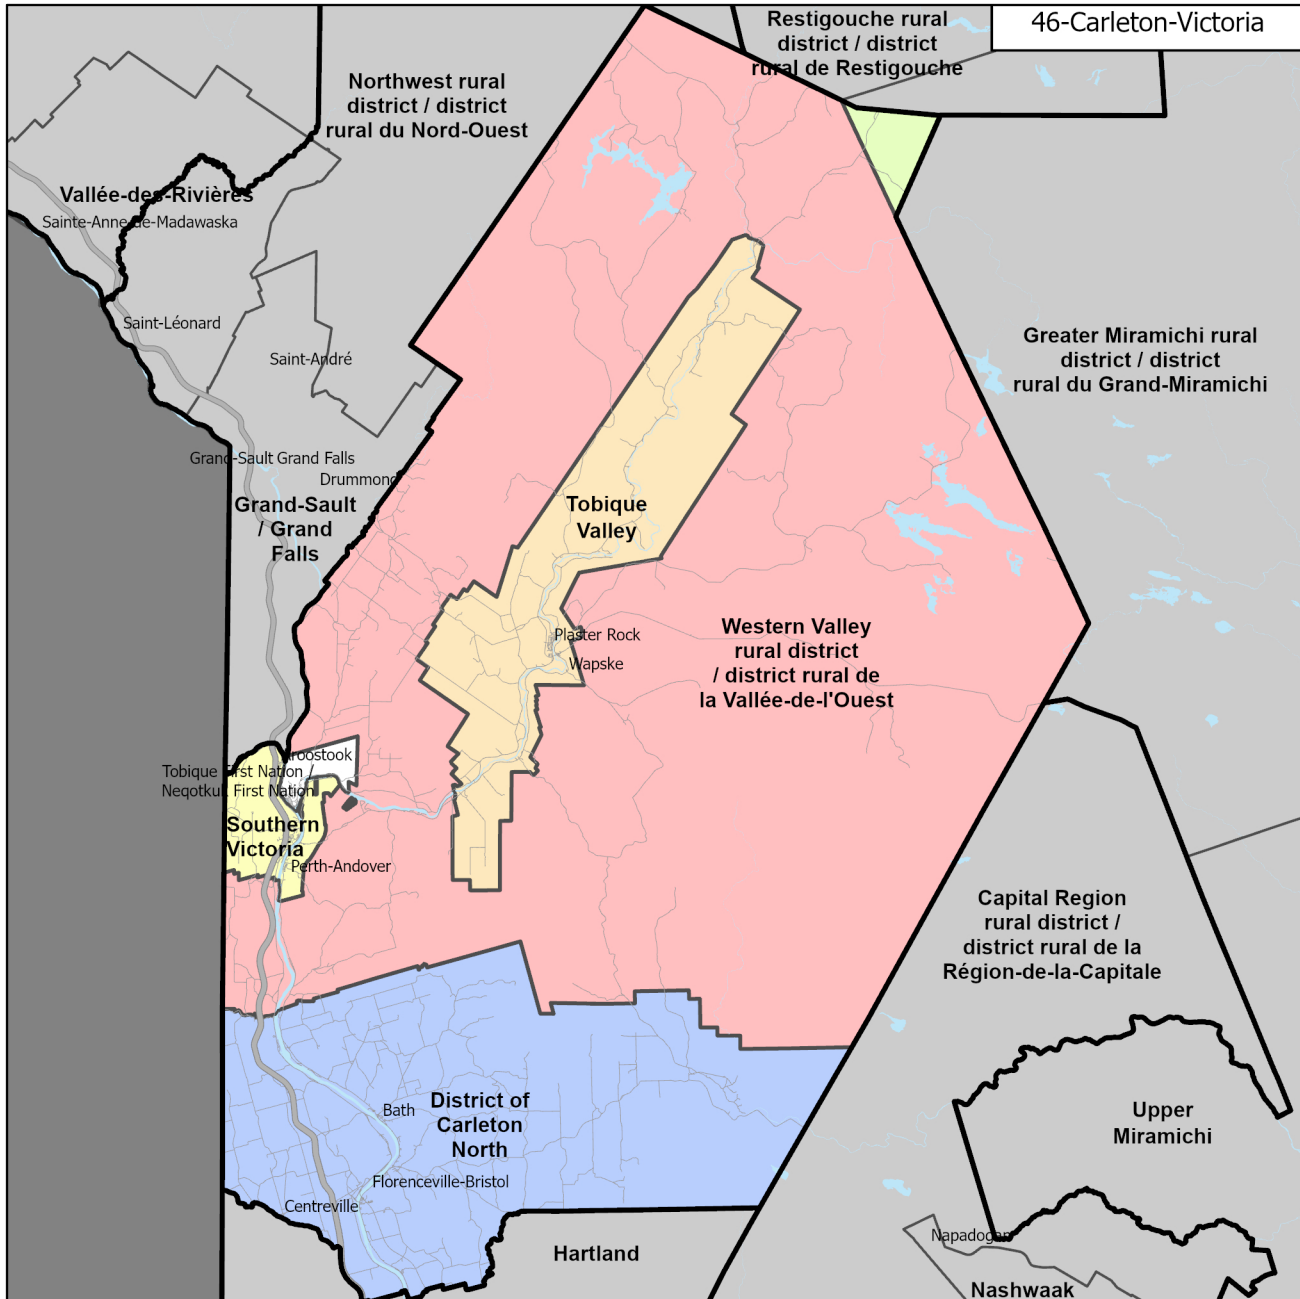 46-Carleton-Victoria
Restigouche rural
district / district
rural de Restigouche
Northwest rural
district / district
rural du Nord-Ouest
Vallée-des-Rivières
Sainte-Anne-de-Madawaska
Saint-Léonard
Saint-André
Greater Miramichi rural
district / district
rural du Grand-Miramichi
Grand-Sault Grand Falls
Drummond
Grand-Sault
/ Grand
Falls
Tobique
Valley
Plaster Rock
Wapske
Western Valley
rural district
/ district rural de
la Vallée-de-l'Ouest
Aroostook
Tobique First Nation /
Neqotkuk First Nation
Southern
Victoria
Perth-Andover
Capital Region
rural district /
district rural de la
Région-de-la-Capitale
District of
Carleton
North
Bath
Florenceville-Bristol
Centreville
Upper
Miramichi
Hartland
Napadogan
Nashwaak